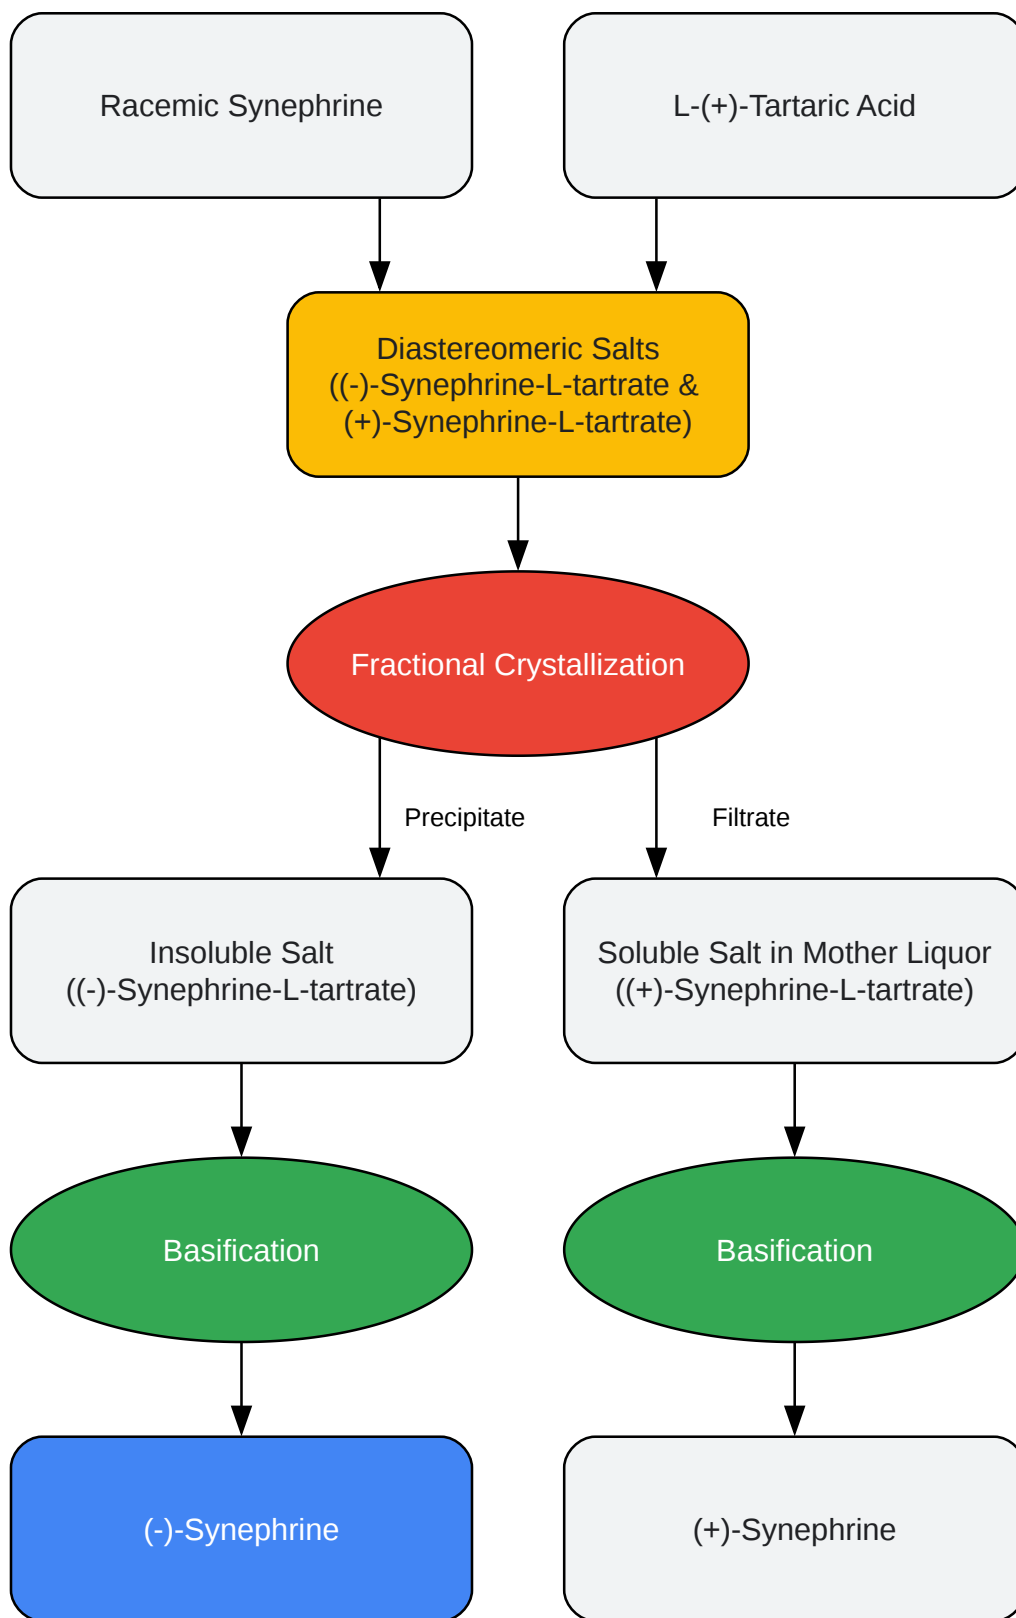 Racemic Synephrine
L-(+)-Tartaric Acid
Diastereomeric Salts
((-)-Synephrine-L-tartrate &
(+)-Synephrine-L-tartrate)
Fractional Crystallization
Precipitate
Filtrate
Insoluble Salt
((-)-Synephrine-L-tartrate)
Soluble Salt in Mother Liquor
((+)-Synephrine-L-tartrate)
Basification
Basification
(-)-Synephrine
(+)-Synephrine